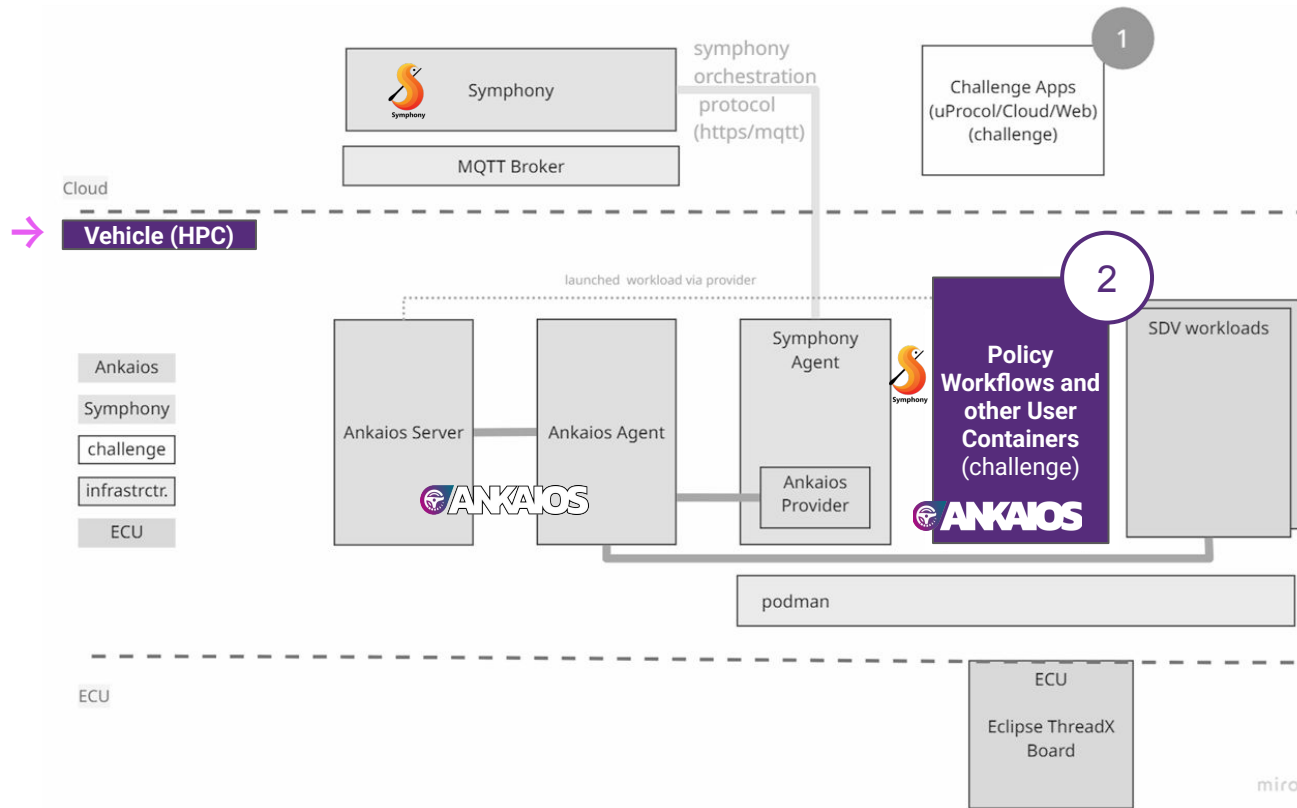 1
symphony
orchestration
protocol
(https/mqtt)
Symphony
Symphony
Challenge Apps
(uProcol/Cloud/Web)
(challenge)
MQTT Broker
Cloud
Vehicle (HPC)
launched workload via provider
2
Symphony
Agent
SDV workloads
Policy
Workflows and
other User
Containers
(challenge)
Symphony
Ankaios
Symphony
challenge
infrastrctr.
ECU
Ankaios Server
Ankaios Agent
Ankaios
Provider
ANKAIOS
ANKAIOS
podman
ECU
ECU
Eclipse ThreadX
Board
miro